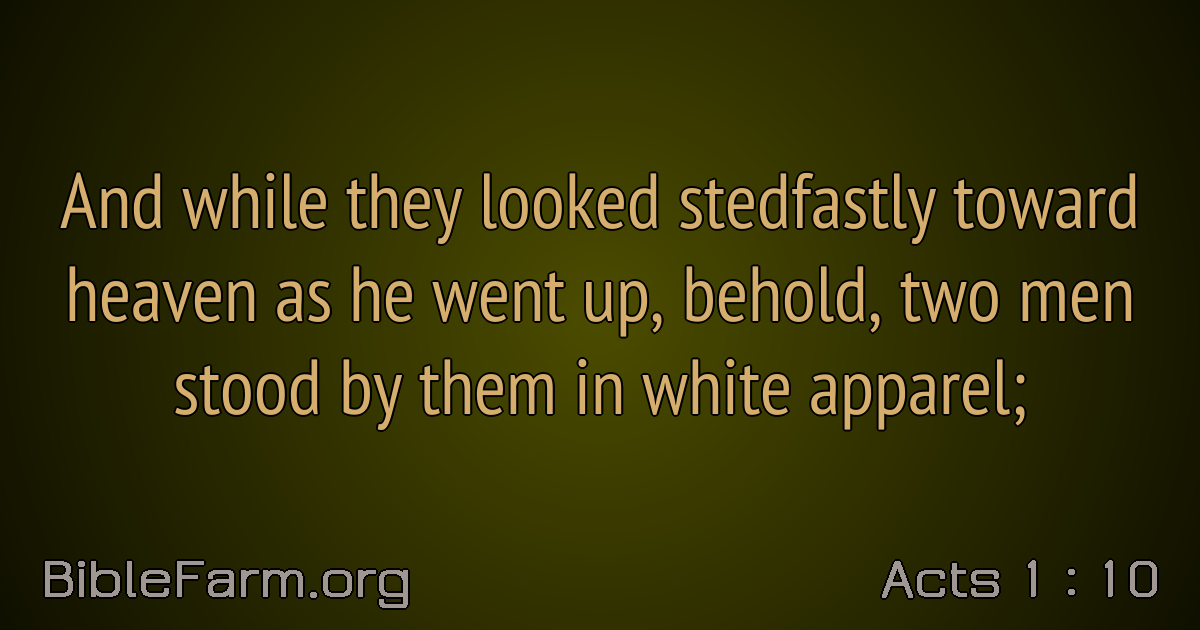 And while they looked stedfastly toward
heaven as he went up, behold, two men
stood by them in white apparel;
BibleFarm.org
Acts 1 : 10